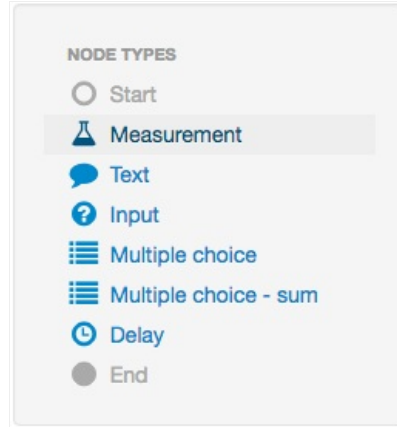 NODE TYPES
Start
Measurement
Text
Input
Multiple choice
Multiple choice - sum
Delay
End